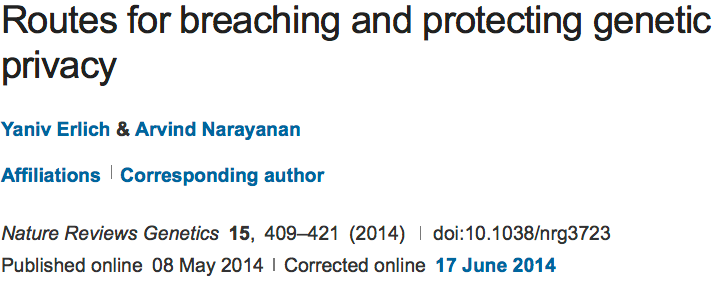 Routes for breaching and protecting genetic
privacy
Yaniv Erlich & Arvind Narayanan
Affiliations | Corresponding author
Nature Reviews Genetics 15, 409–421 (2014) | doi:10.1038/nrg3723
Published online 08 May 2014 | Corrected online 17 June 2014